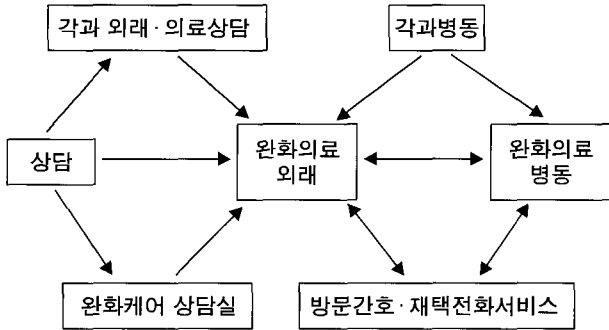 각과 외래·의료상담
각과병동
상담
완화의료
외래
완화의료
병동
완화케어 상담실
방문간호·재택전화서비스